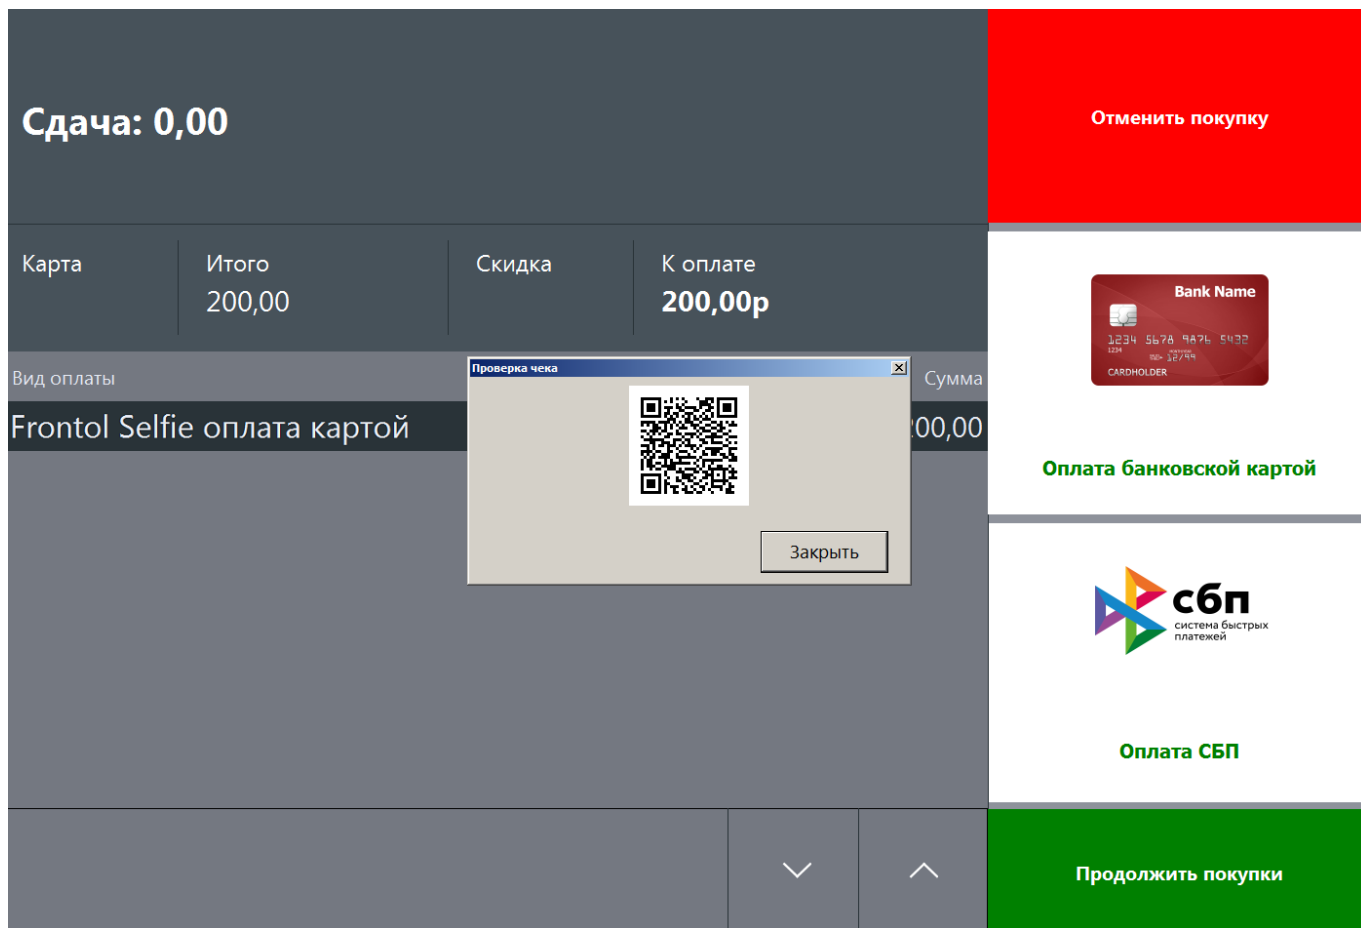 Сдача: 0,00
Отменить покупку
Карта
Итого
Скидка
К оплате
200,00
200,00р
Bank Name
1234 5678 9876 5432
1234
12/99
CARDHOLDER
Проверка чека
Вид оплаты
Сумма
Frontol Selfie оплата картой
00,00
Оплата банковской картой
Закрыть
сбп
система быстрых
платежей
Оплата СБП
Продолжить покупки